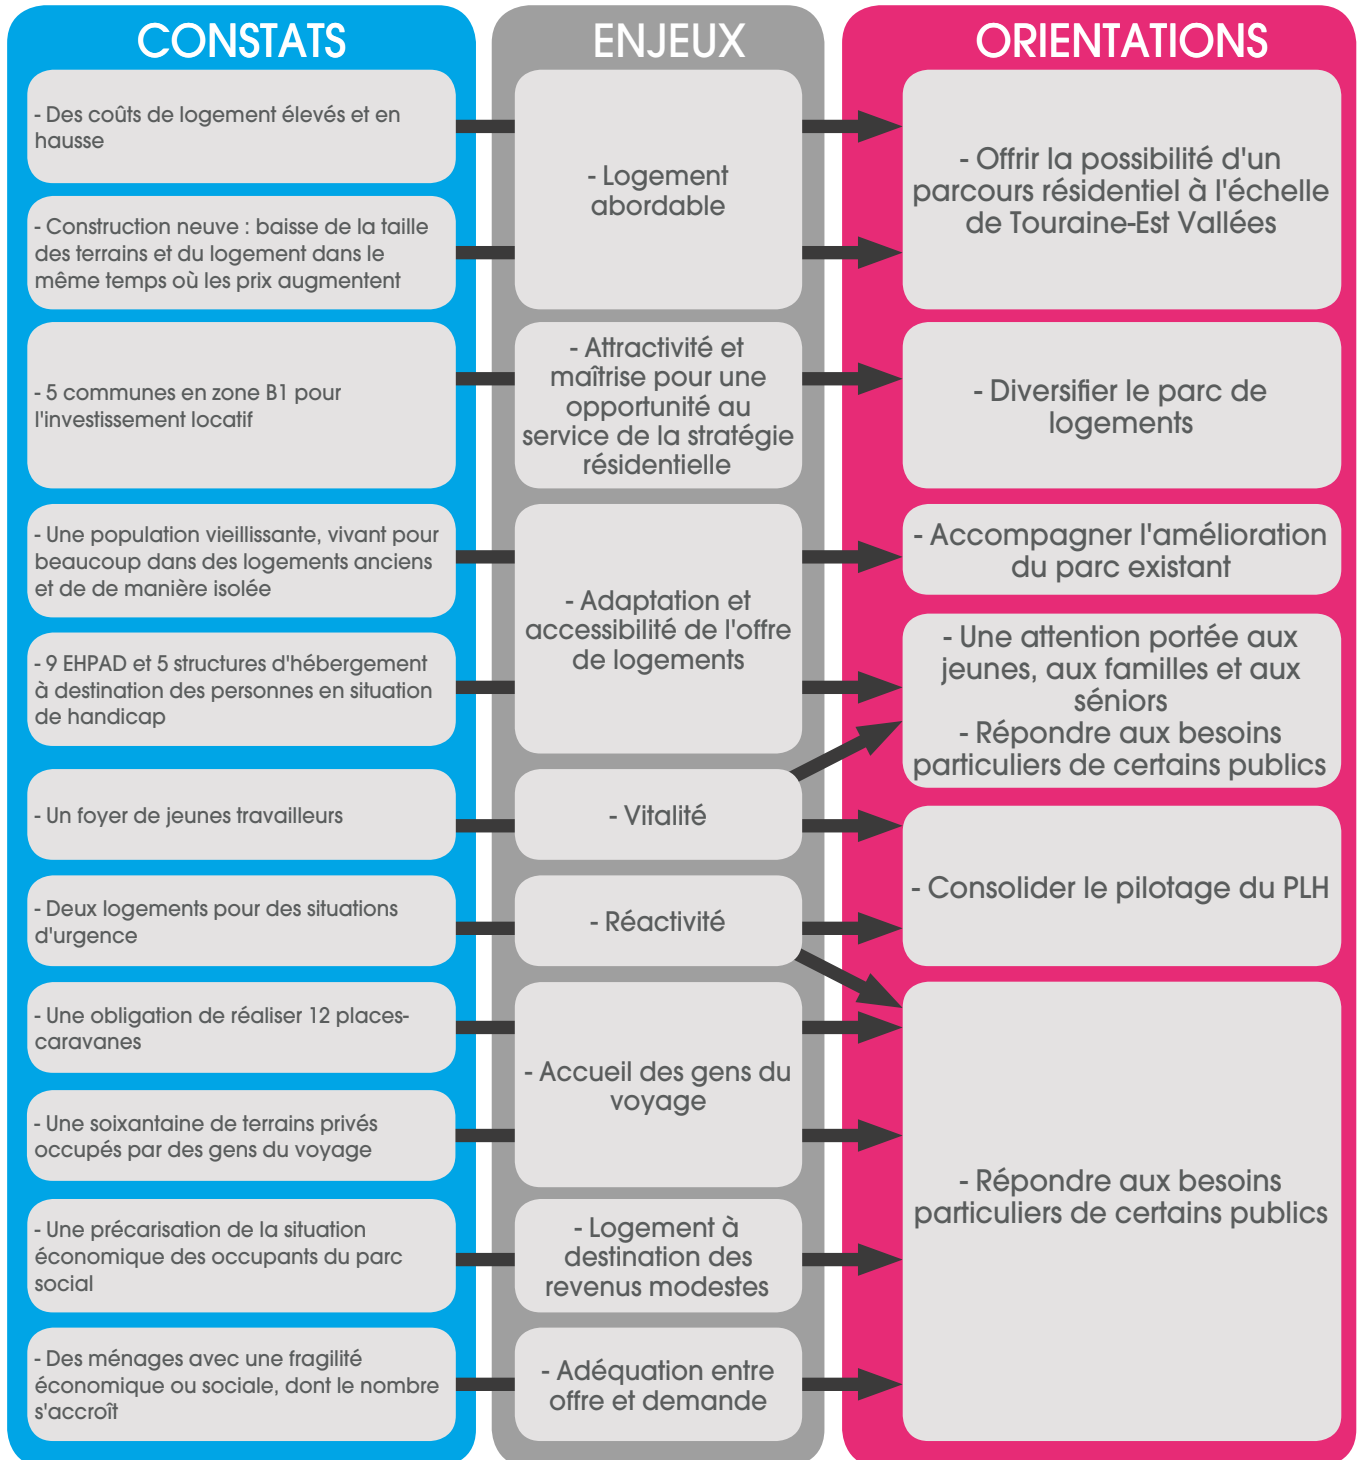 CONSTATS
- Des coûts de logement élevés et en
hausse
- Construction neuve : baisse de la taille
des terrains et du logement dans le
même temps où les prix augmentent
- 5 communes en zone B1 pour
l'investissement locatif
- Une population vieillissante, vivant pour
beaucoup dans des logements anciens
et de de manière isolée
- 9 EHPAD et 5 structures d'hébergement
à destination des personnes en situation
de handicap
- Un foyer de jeunes travailleurs
- Deux logements pour des situations
d'urgence
- Une obligation de réaliser 12 places-
caravanes
- Une soixantaine de terrains privés
occupés par des gens du voyage
- Une précarisation de la situation
économique des occupants du parc
social
- Des ménages avec une fragilité
économique ou sociale, dont le nombre
s'accroît
ENJEUX
- Logement
abordable
- Attractivité et
maîtrise pour une
opportunité au
service de la stratégie
résidentielle
- Adaptation et
accessibilité de l'offre
de logements
- Vitalité
- Réactivité
- Accueil des gens du
voyage
- Logement à
destination des
revenus modestes
- Adéquation entre
offre et demande
ORIENTATIONS
- Offrir la possibilité d'un
parcours résidentiel à l'échelle
de Touraine-Est Vallées
- Diversifier le parc de
logements
- Accompagner l'amélioration
du parc existant
- Une attention portée aux
jeunes, aux familles et aux
séniors
- Répondre aux besoins
particuliers de certains publics
- Consolider le pilotage du PLH
- Répondre aux besoins
particuliers de certains publics